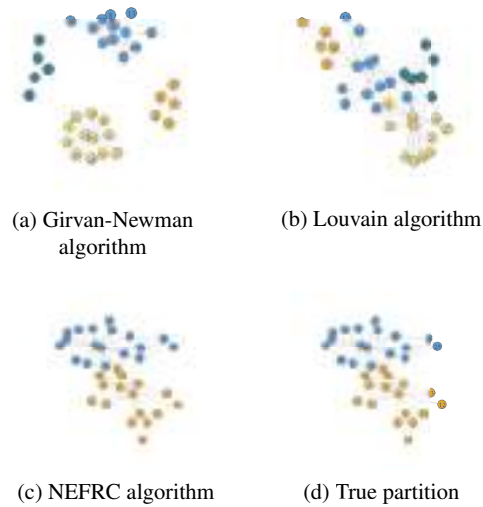 (a) Girvan-Newman
algorithm
(b) Louvain algorithm
(c) NEFRC algorithm
(d) True partition